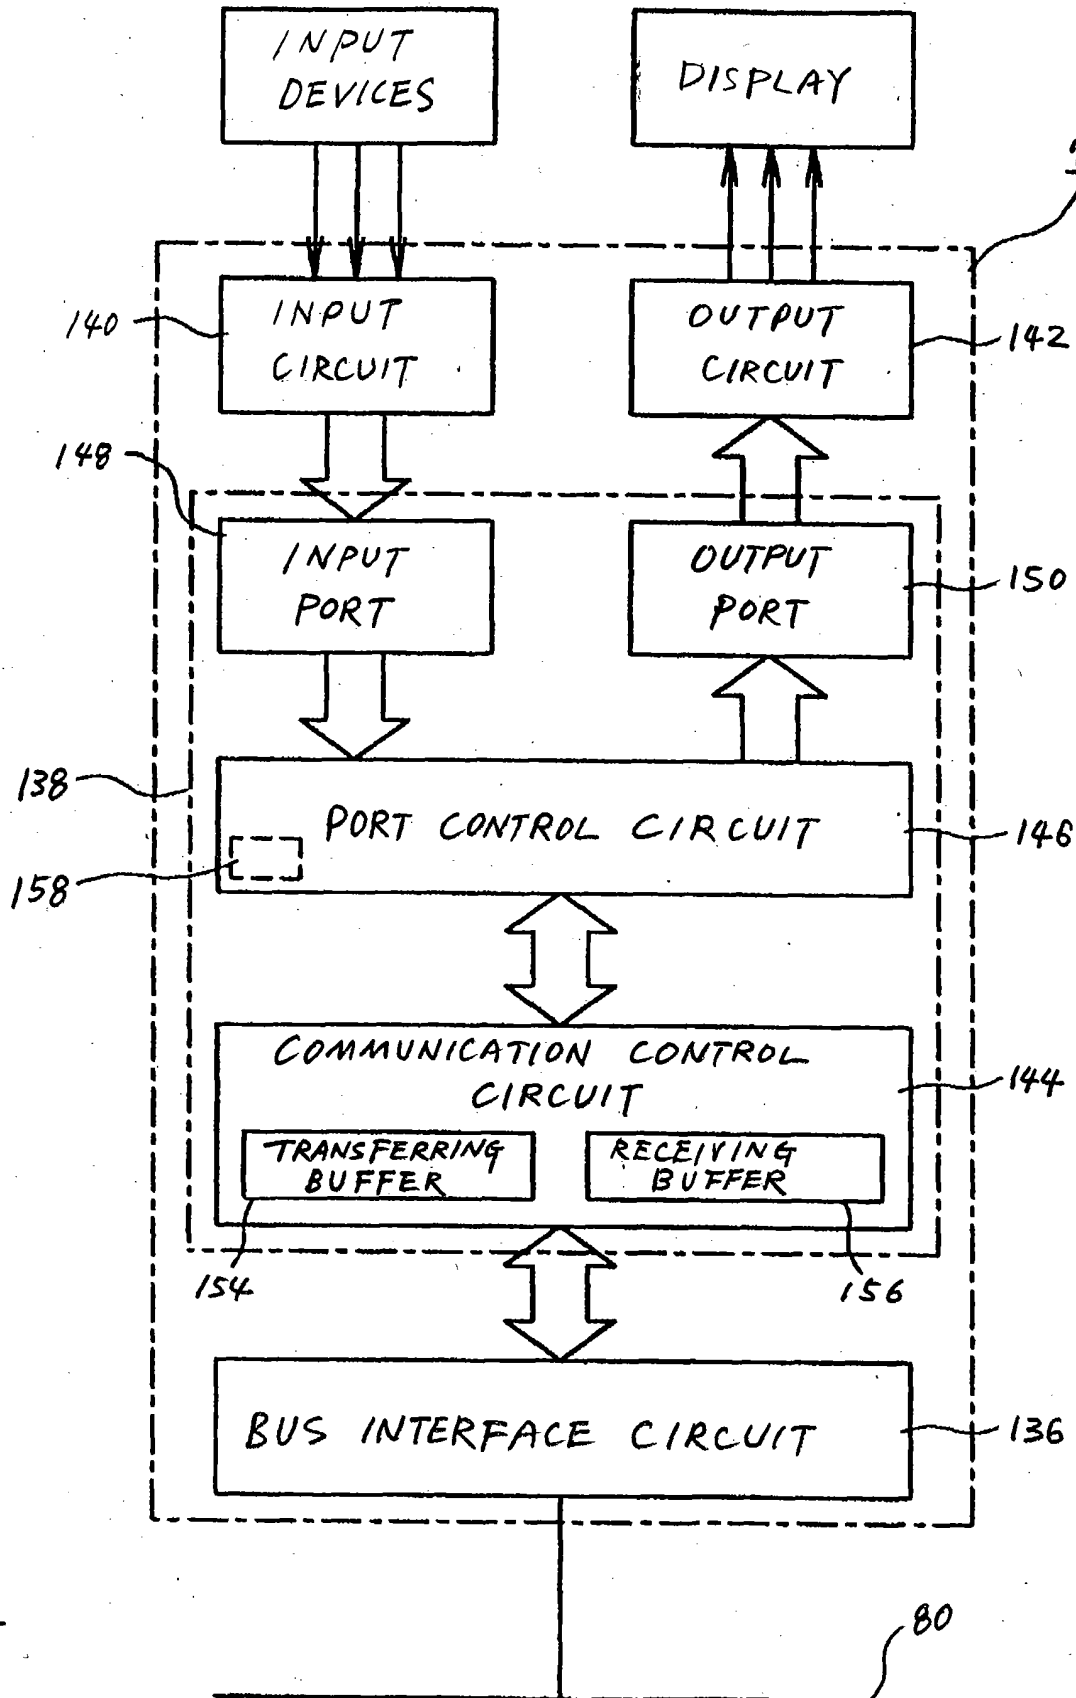 INPUT
DEVICES
DISPLAY
140
INPUT
CIRCUIT
OUTPUT
CIRCUIT
142
148
INPUT
PORT
OUTPUT
PORT
150
138
PORT CONTROL CIRCUIT
146
158
COMMUNICATION CONTROL
CIRCUIT
144
TRANSFERRING
BUFFER
RECEIVING
BUFFER
154
156
BUS INTERFACE CIRCUIT
136
80